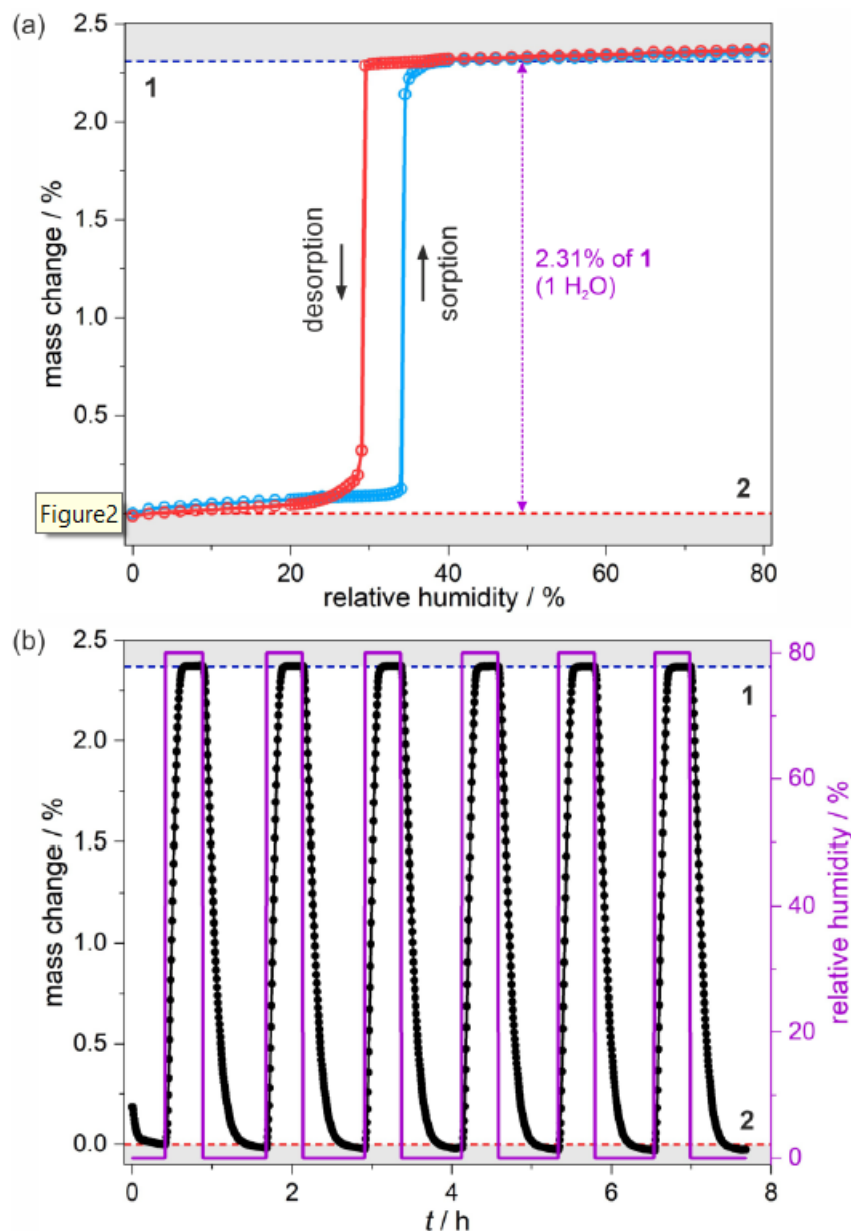 (a)
2.5
2.0
1.5
1.0
0.5
mass change / %
1
desorption
sorption
2.31% of 1
(1 H₂O)
2
Figure2
0 20 40 60 80
relative humidity / %
(b)
2.5
2.0
1.5
1.0
0.5
0.0
mass change / %
1
2
80
60
40
20
0
relative humidity / %
0 2 4 6 8
t / h